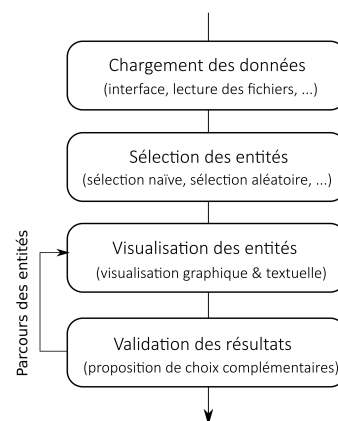 Chargement des données
(interface, lecture des fichiers, ...)
Sélection des entités
(sélection naïve, sélection aléatoire, ...)
Visualisation des entités
(visualisation graphique & textuelle)
Validation des résultats
(proposition de choix complémentaires)
Parcours des entités